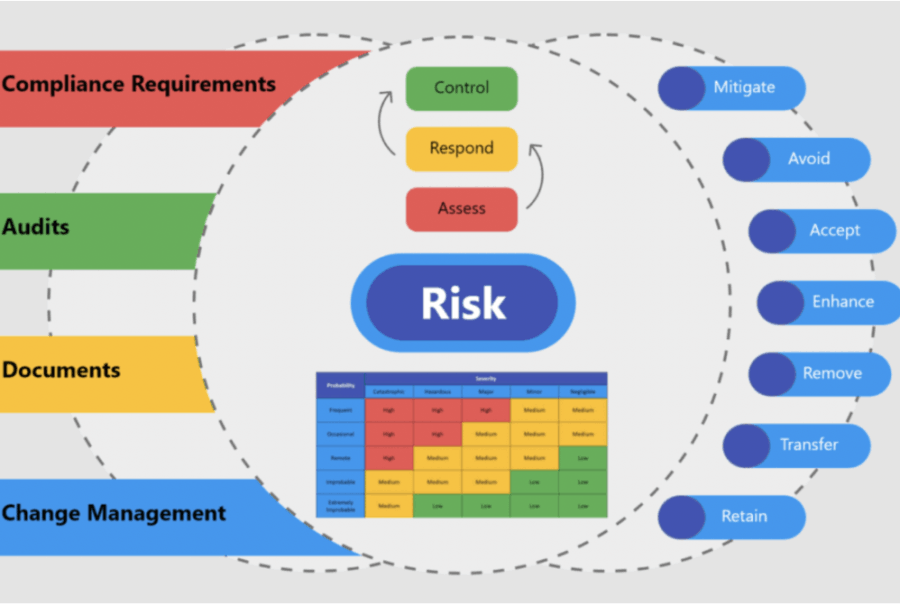 Compliance Requirements
Audits
Documents
Change Management
Control
Respond
Assess
Risk
Probability
Severity
Catastrophic Hazardous Major Minor Negligible
Frequent High High High Medium Medium
Occasional High High Medium Medium Medium
Remote High Medium Medium Medium Low
Improbable Medium Medium Medium Low Low
Extremely
Improbable Medium Low Low Low Low
Mitigate
Avoid
Accept
Enhance
Remove
Transfer
Retain